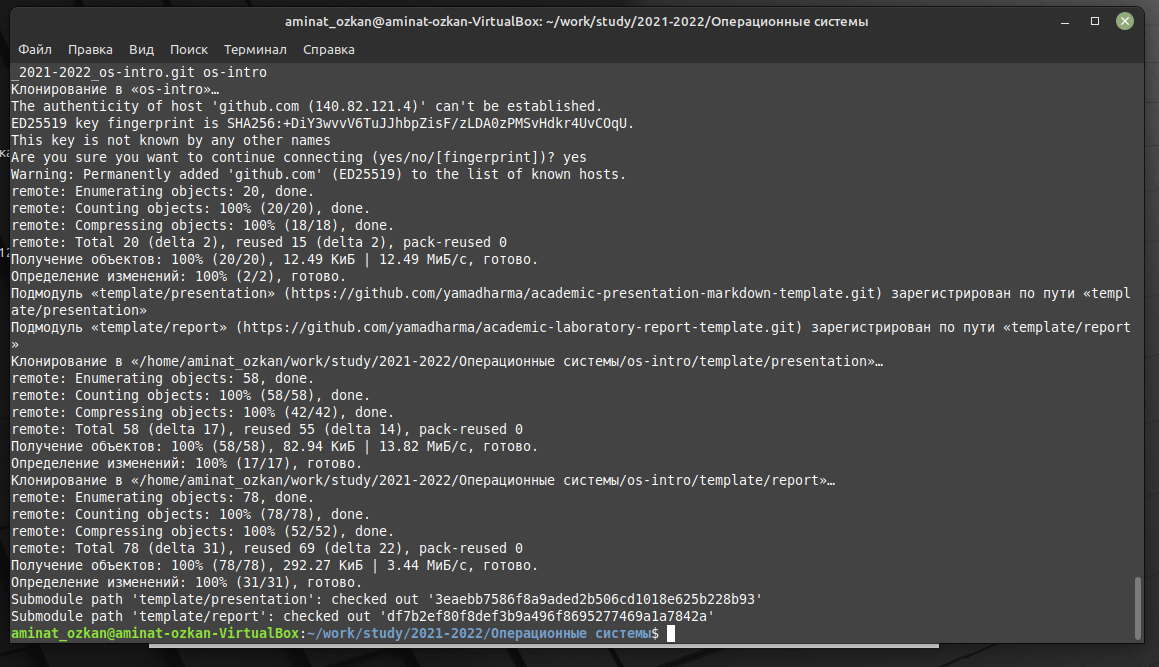 aminat_ozkan@aminat-ozkan-VirtualBox: ~/work/study/2021-2022/Операционные системы
Файл Правка Вид Поиск Терминал Справка
_2021-2022_os-intro.git os-intro
Клонирование в «os-intro»…
The authenticity of host 'github.com (140.82.121.4)' can't be established.
ED25519 key fingerprint is SHA256:+DiY3wvvV6TuJJhbpZisF/zLDA0zPMSvHdkr4UvCOqU.
This key is not known by any other names
Are you sure you want to continue connecting (yes/no/[fingerprint])? yes
Warning: Permanently added 'github.com' (ED25519) to the list of known hosts.
remote: Enumerating objects: 20, done.
remote: Counting objects: 100% (20/20), done.
remote: Compressing objects: 100% (18/18), done.
remote: Total 20 (delta 2), reused 15 (delta 2), pack-reused 0
Получение объектов: 100% (20/20), 12.49 КиБ | 12.49 МиБ/с, готово.
Определение изменений: 100% (2/2), готово.
Подмодуль «template/presentation» (https://github.com/yamadharma/academic-presentation-markdown-template.git) зарегистрирован по пути «templ
ate/presentation»
Подмодуль «template/report» (https://github.com/yamadharma/academic-laboratory-report-template.git) зарегистрирован по пути «template/report
»
Клонирование в «/home/aminat_ozkan/work/study/2021-2022/Операционные системы/os-intro/template/presentation»…
remote: Enumerating objects: 58, done.
remote: Counting objects: 100% (58/58), done.
remote: Compressing objects: 100% (42/42), done.
remote: Total 58 (delta 17), reused 55 (delta 14), pack-reused 0
Получение объектов: 100% (58/58), 82.94 КиБ | 13.82 МиБ/с, готово.
Определение изменений: 100% (17/17), готово.
Клонирование в «/home/aminat_ozkan/work/study/2021-2022/Операционные системы/os-intro/template/report»…
remote: Enumerating objects: 78, done.
remote: Counting objects: 100% (78/78), done.
remote: Compressing objects: 100% (52/52), done.
remote: Total 78 (delta 31), reused 69 (delta 22), pack-reused 0
Получение объектов: 100% (78/78), 292.27 КиБ | 3.44 МиБ/с, готово.
Определение изменений: 100% (31/31), готово.
Submodule path 'template/presentation': checked out '3eaebb7586f8a9aded2b506cd1018e625b228b93'
Submodule path 'template/report': checked out 'df7b2ef80f8def3b9a496f8695277469a1a7842a'
aminat_ozkan@aminat-ozkan-VirtualBox:~/work/study/2021-2022/Операционные системы$